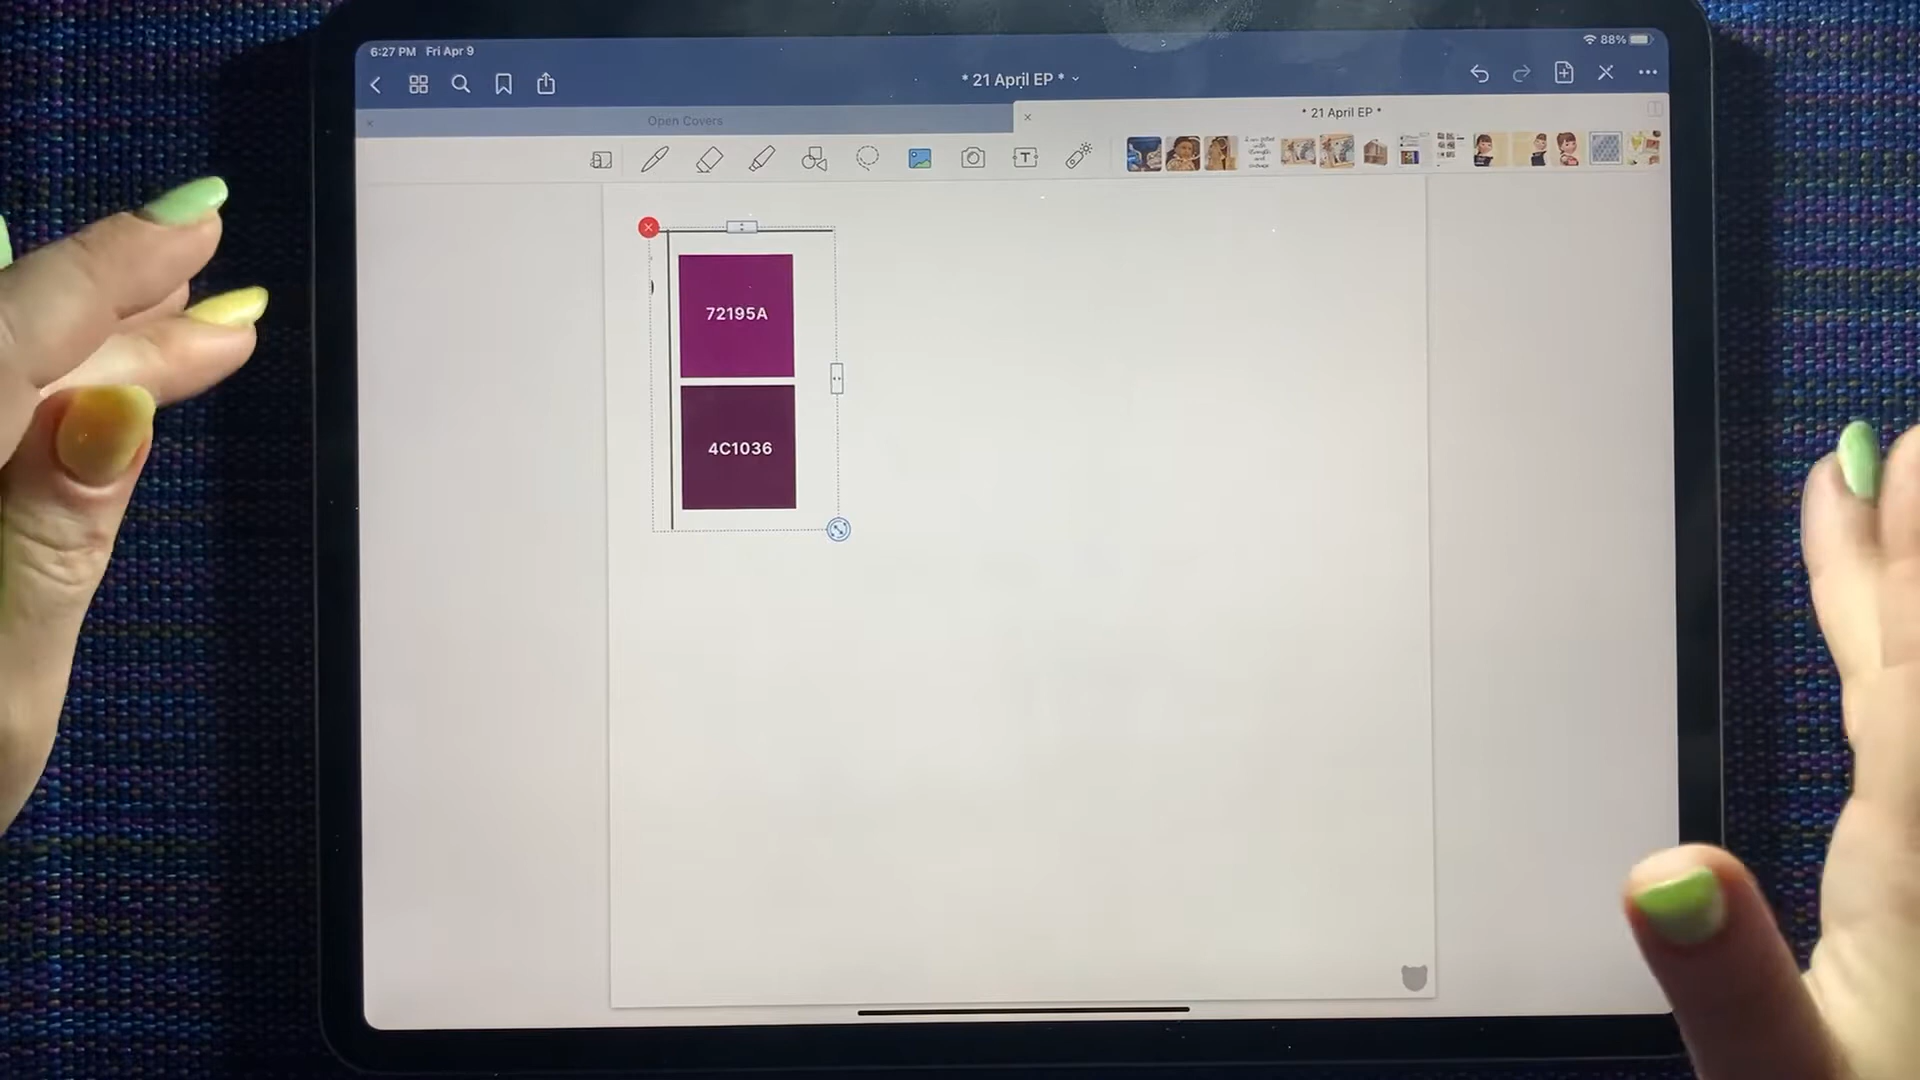 6:27 PM Fri Apr 9
88%
* 21 April EP *
Open Covers
* 21 April EP *
T
72195A
4C1036